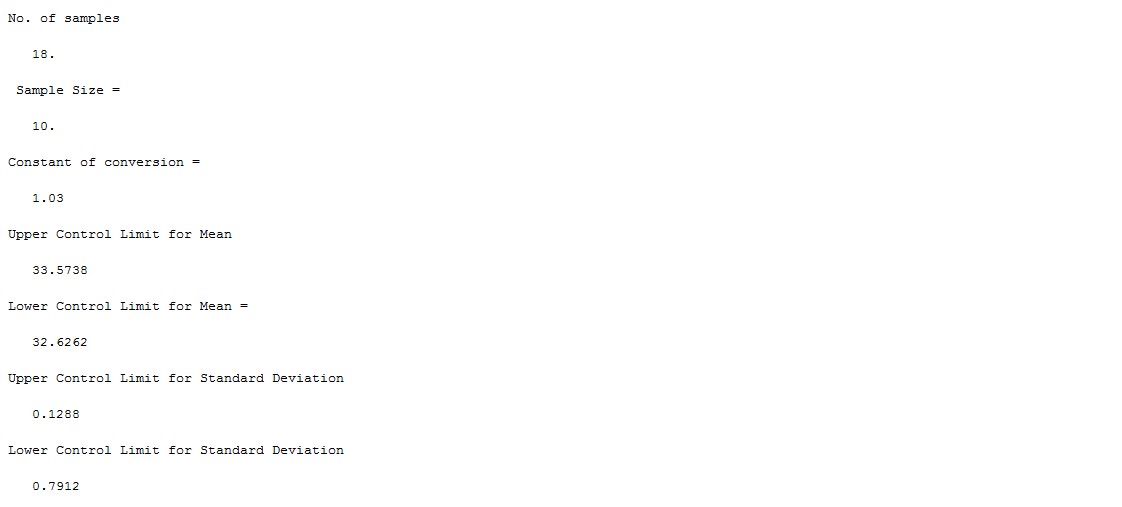 No. of samples
18.
Sample Size =
10.
Constant of conversion =
1.03
Upper Control Limit for Mean
33.5738
Lower Control Limit for Mean =
32.6262
Upper Control Limit for Standard Deviation
0.1288
Lower Control Limit for Standard Deviation
0.7912